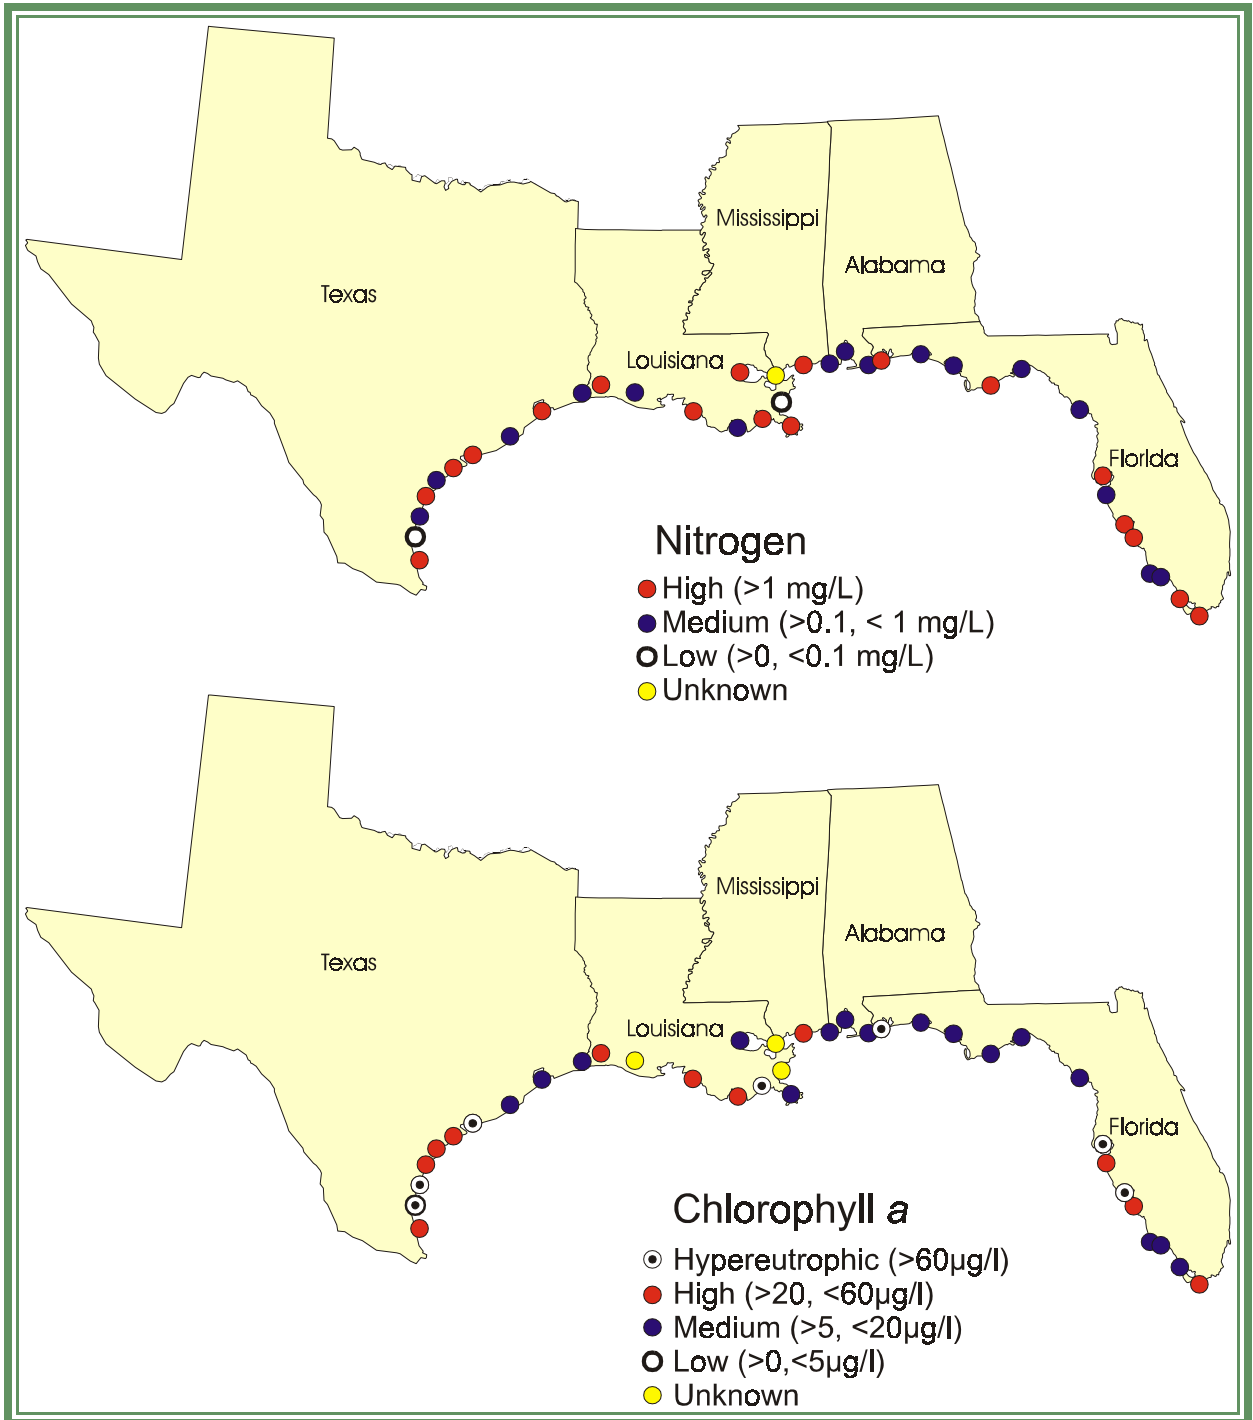 Mississippi
Alabama
Texas
Louisiana
Florida
Nitrogen
High (>1 mg/L)
Medium (>0.1, < 1 mg/L)
Low (>0, <0.1 mg/L)
Unknown
Mississippi
Alabama
Texas
Louisiana
Florida
Chlorophyll a
Hypereutrophic (>60µg/l)
High (>20, <60µg/l)
Medium (>5, <20µg/l)
Low (>0,<5µg/l)
Unknown